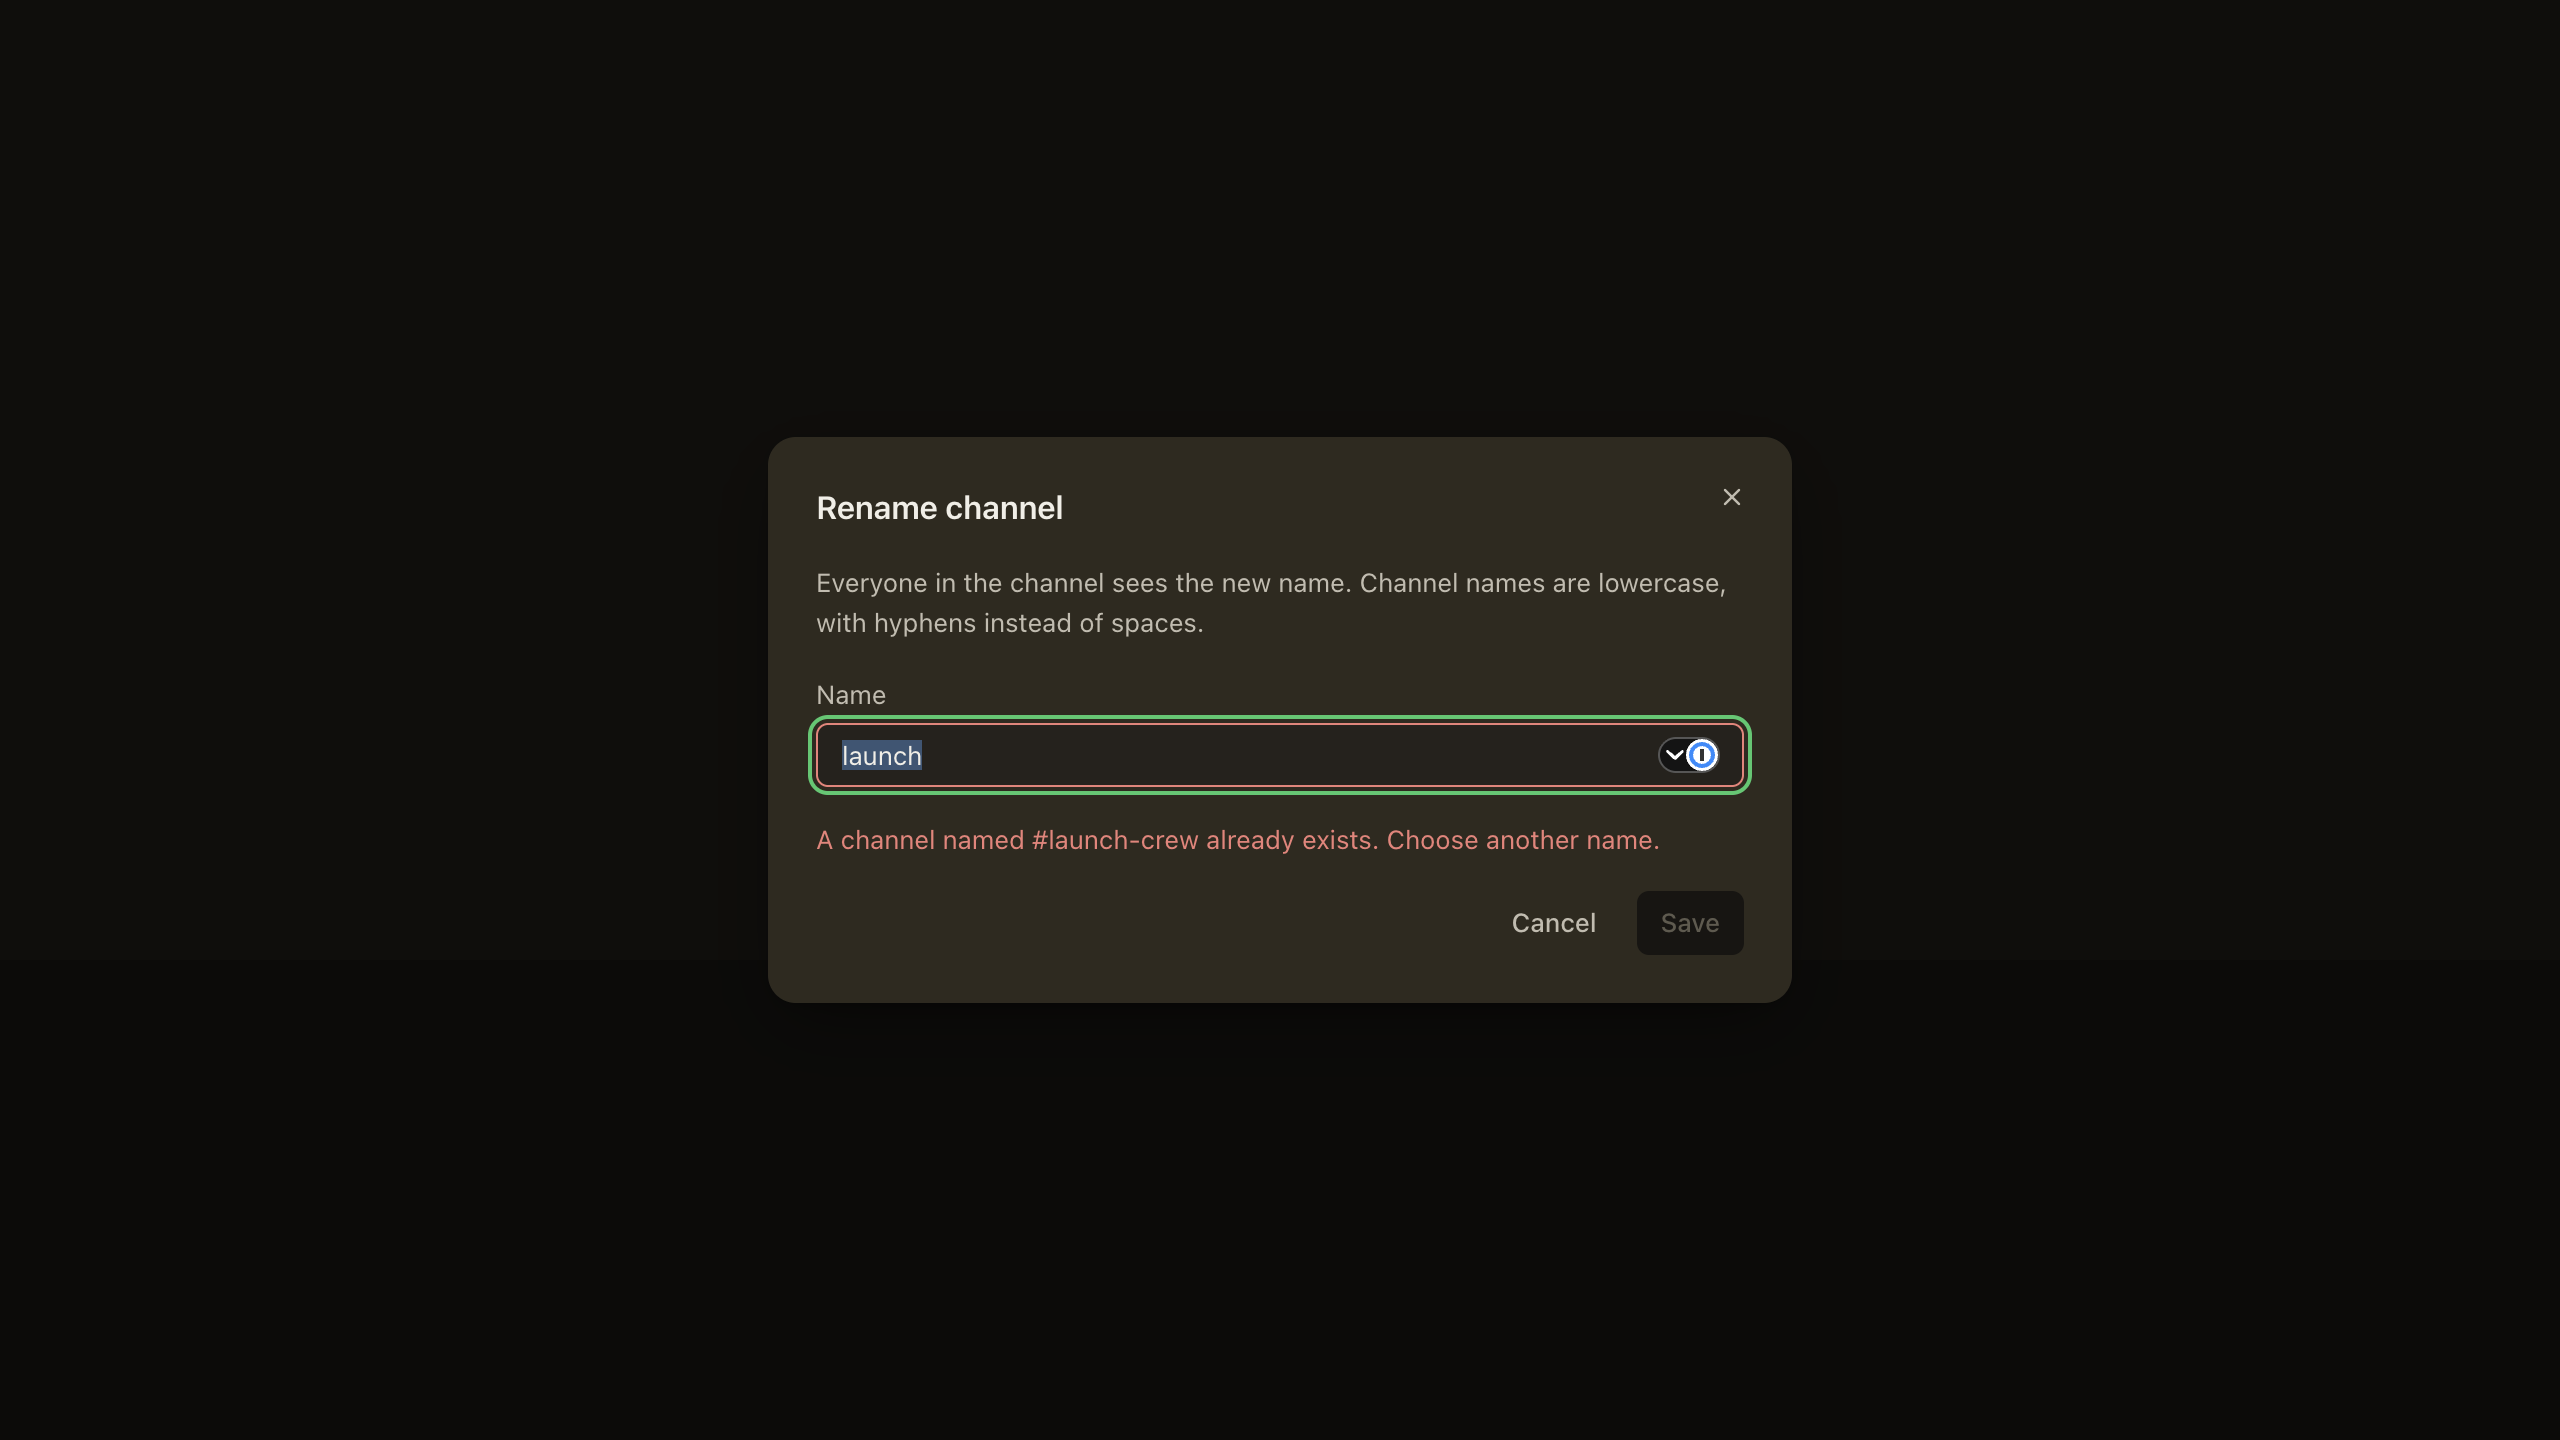 Rename channel
Everyone in the channel sees the new name. Channel names are lowercase,
with hyphens instead of spaces.
Name
launch
A channel named #launch-crew already exists. Choose another name.
Cancel
Save